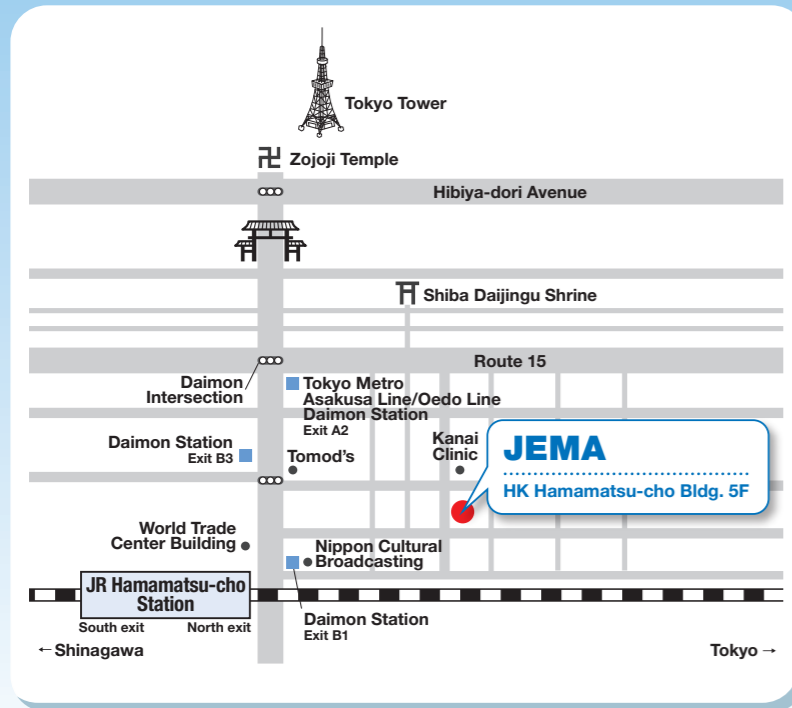 Tokyo Tower
卍 Zojoji Temple
Hibiya-dori Avenue
Shiba Daijingu Shrine
Route 15
Daimon
Intersection
Tokyo Metro
Asakusa Line/Oedo Line
Daimon Station
Exit A2
Daimon Station
Exit B3
Tomod's
Kanai
Clinic
JEMA
HK Hamamatsu-cho Bldg. 5F
World Trade
Center Building
Nippon Cultural
Broadcasting
JR Hamamatsu-cho
Station
South exit
North exit
Daimon Station
Exit B1
←Shinagawa
Tokyo→